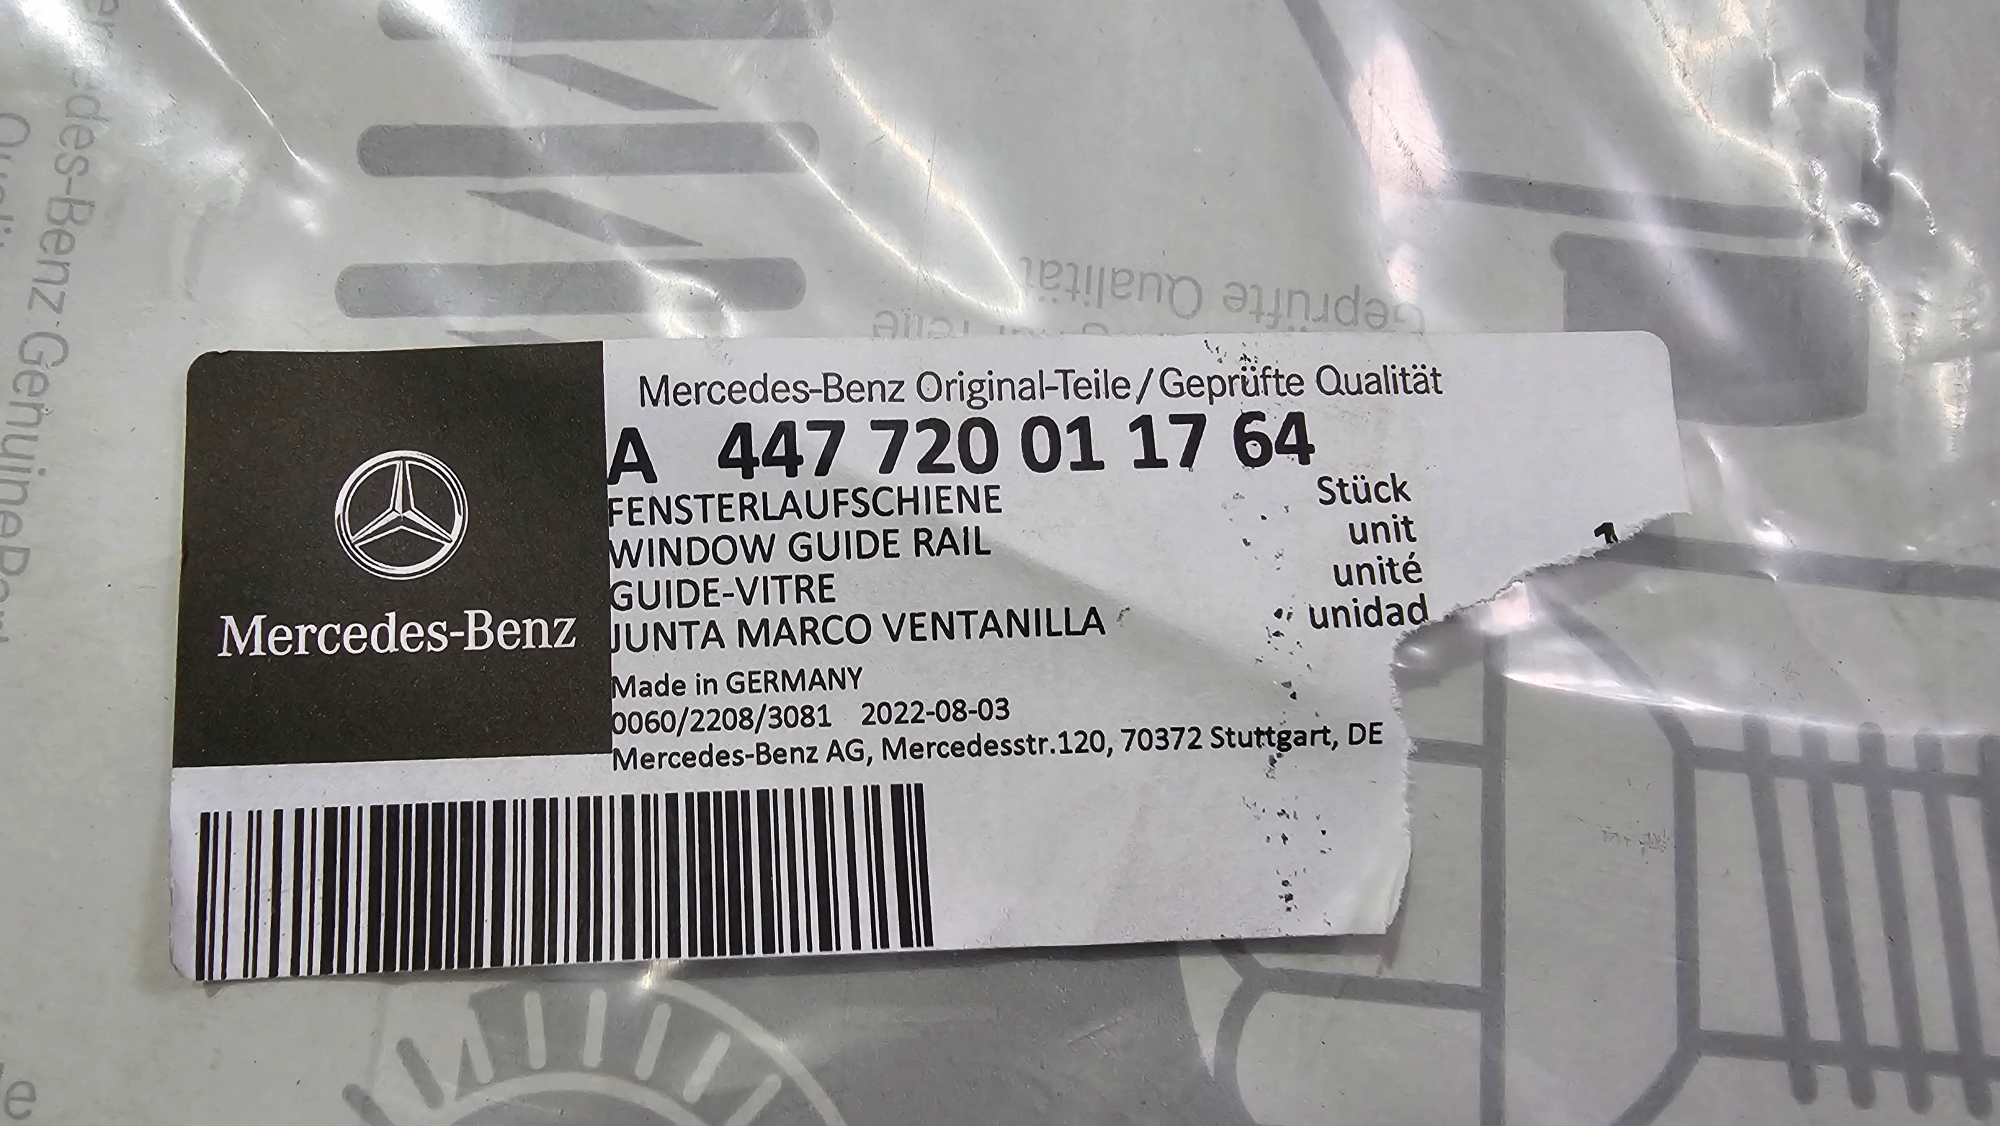 Mercedes-Benz Original-Teile/Geprüfte Qualität
A 447 720 01 17 64
FENSTERLAUFSCHIENE
WINDOW GUIDE RAIL
GUIDE-VITRE
JUNTA MARCO VENTANILLA
Stück
unit
unité
unidad
Made in GERMANY
0060/2208/3081 2022-08-03
Mercedes-Benz AG, Mercedesstr.120, 70372 Stuttgart, DE
Mercedes-Benz
Geprüfte Qualität
des-Benz Genuine